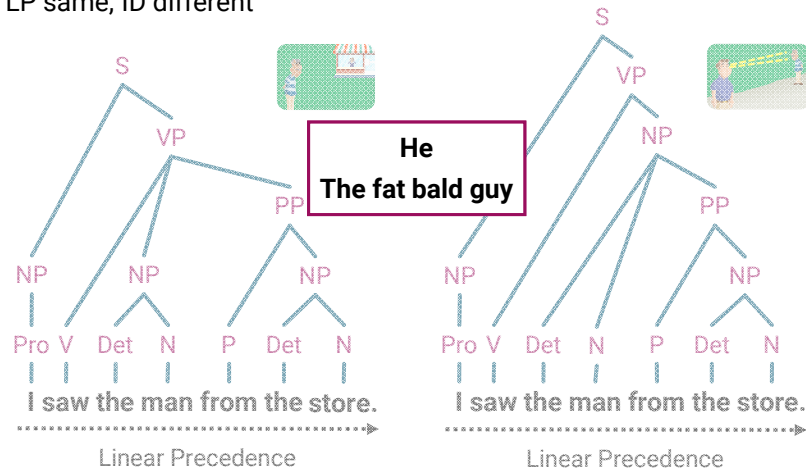 LP same, ID different
S
S
VP
VP
He
NP
The fat bald guy
PP
PP
NP
NP
NP
NP
NP
Pro V Det N P Det N
Pro V Det N P Det N
I saw the man from the store.
I saw the man from the store.
Linear Precedence
Linear Precedence